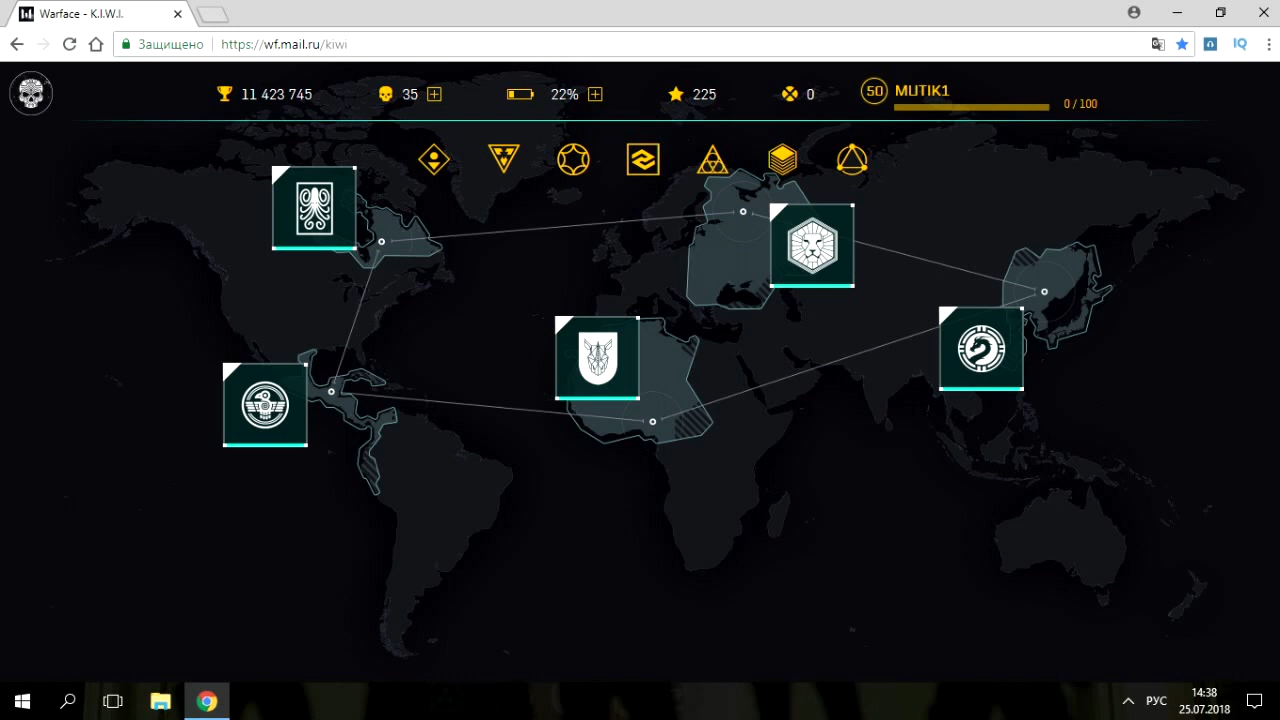 Warface - K.I.W.I.
Защищено
https://wf.mail.ru/kiwi
11 423 745
35
22%
225
0
50
MUTIK1
0 / 100
РУС
14:38
25.07.2018